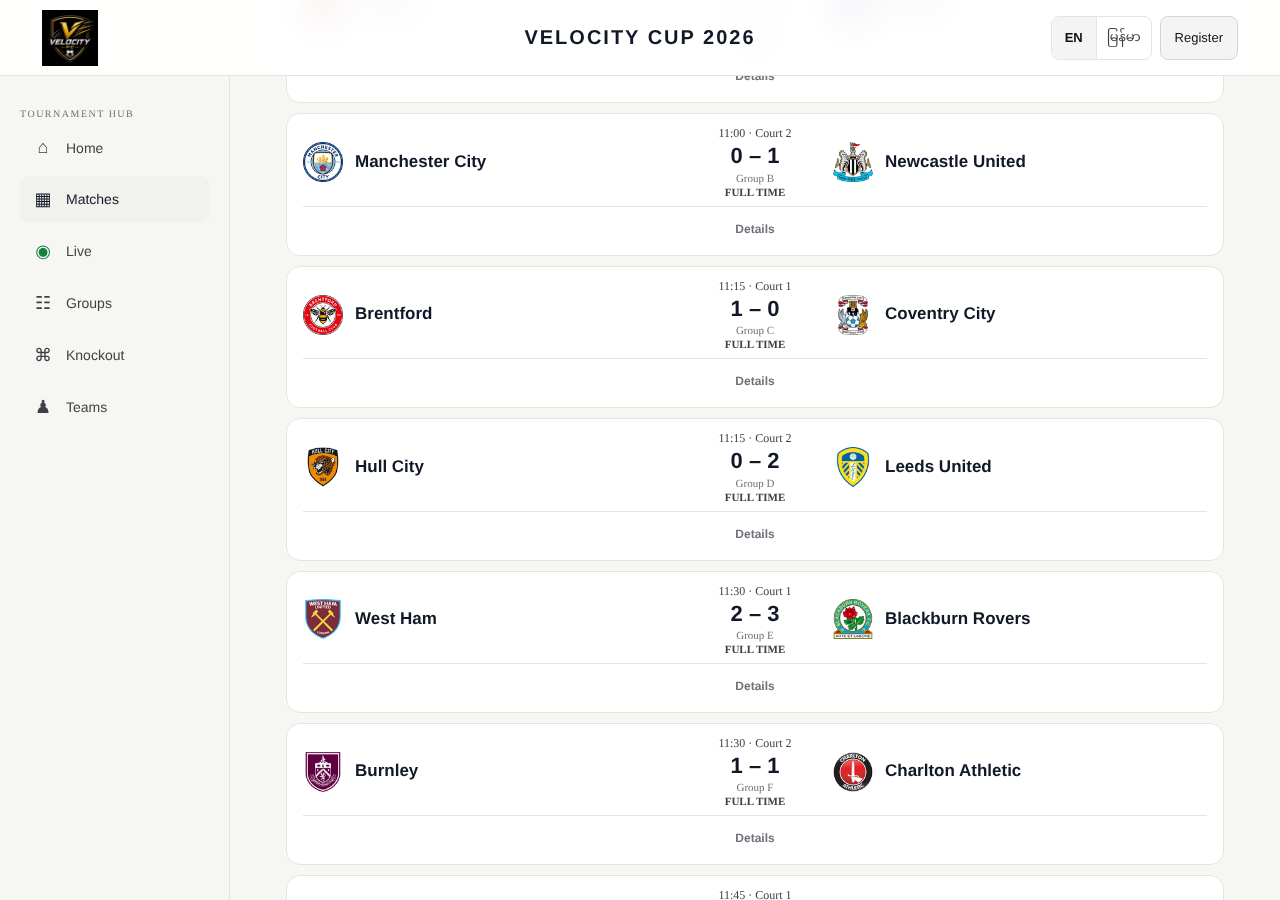 VELOCITY
VELOCITY CUP 2026
EN
မြန်မာ
Register
TOURNAMENT HUB
Home
Matches
Live
Groups
Knockout
Teams
Details
11:00 · Court 2
Manchester City
0 – 1
Newcastle United
Group B
FULL TIME
Details
11:15 · Court 1
Brentford
1 – 0
Coventry City
Group C
FULL TIME
Details
11:15 · Court 2
Hull City
0 – 2
Leeds United
Group D
FULL TIME
Details
11:30 · Court 1
West Ham
2 – 3
Blackburn Rovers
Group E
FULL TIME
Details
11:30 · Court 2
Burnley
1 – 1
Charlton Athletic
Group F
FULL TIME
Details
11:45 · Court 1